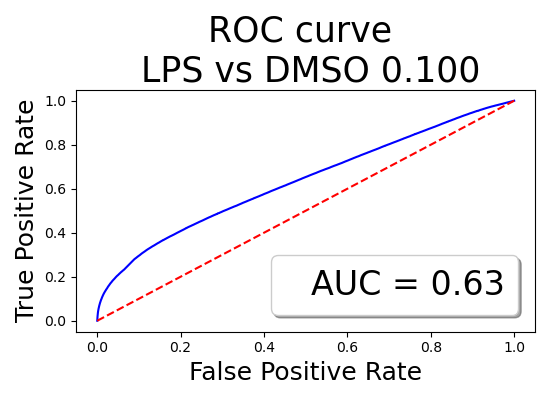 ROC curve
LPS vs DMSO 0.100
True Positive Rate
1.0
0.8
0.6
0.4
0.2
0.0
AUC = 0.63
0.0 0.2 0.4 0.6 0.8 1.0
False Positive Rate